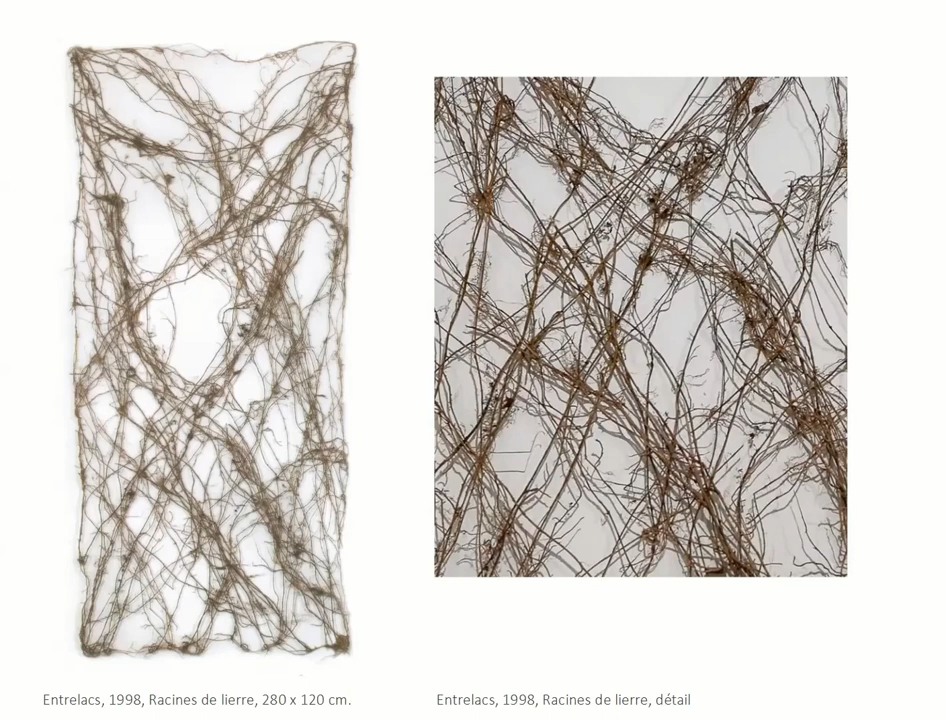 Entrelacs, 1998, Racines de lierre, 280 x 120 cm.
Entrelacs, 1998, Racines de lierre, détail